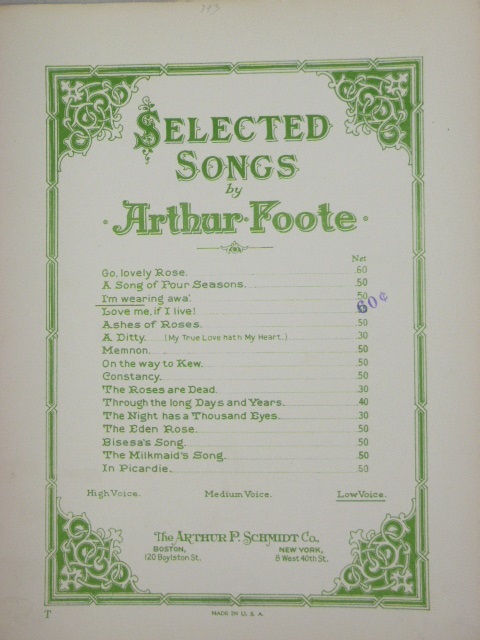 113
SELECTED
SONGS
by
Arthur Foote
Net
Go, lovely Rose. .60
A Song of Four Seasons. .50
I'm wearing awa'. .50
60¢
Love me, if I live!
Ashes of Roses. .50
A Ditty. (My True Love hath My Heart.) .30
Memnon. .50
On the way to Kew. .50
Constancy. .50
The Roses are Dead. .30
Through the long Days and Years. .40
The Night has a Thousand Eyes. .30
The Eden Rose. .50
Bisesa's Song. .50
The Milkmaid's Song. .50
In Picardie. .50
High Voice. Medium Voice. Low Voice.
The ARTHUR P. SCHMIDT Co.
BOSTON, NEW YORK,
120 Boylston St. 8 West 40th St.
T MADE IN U. S. A.